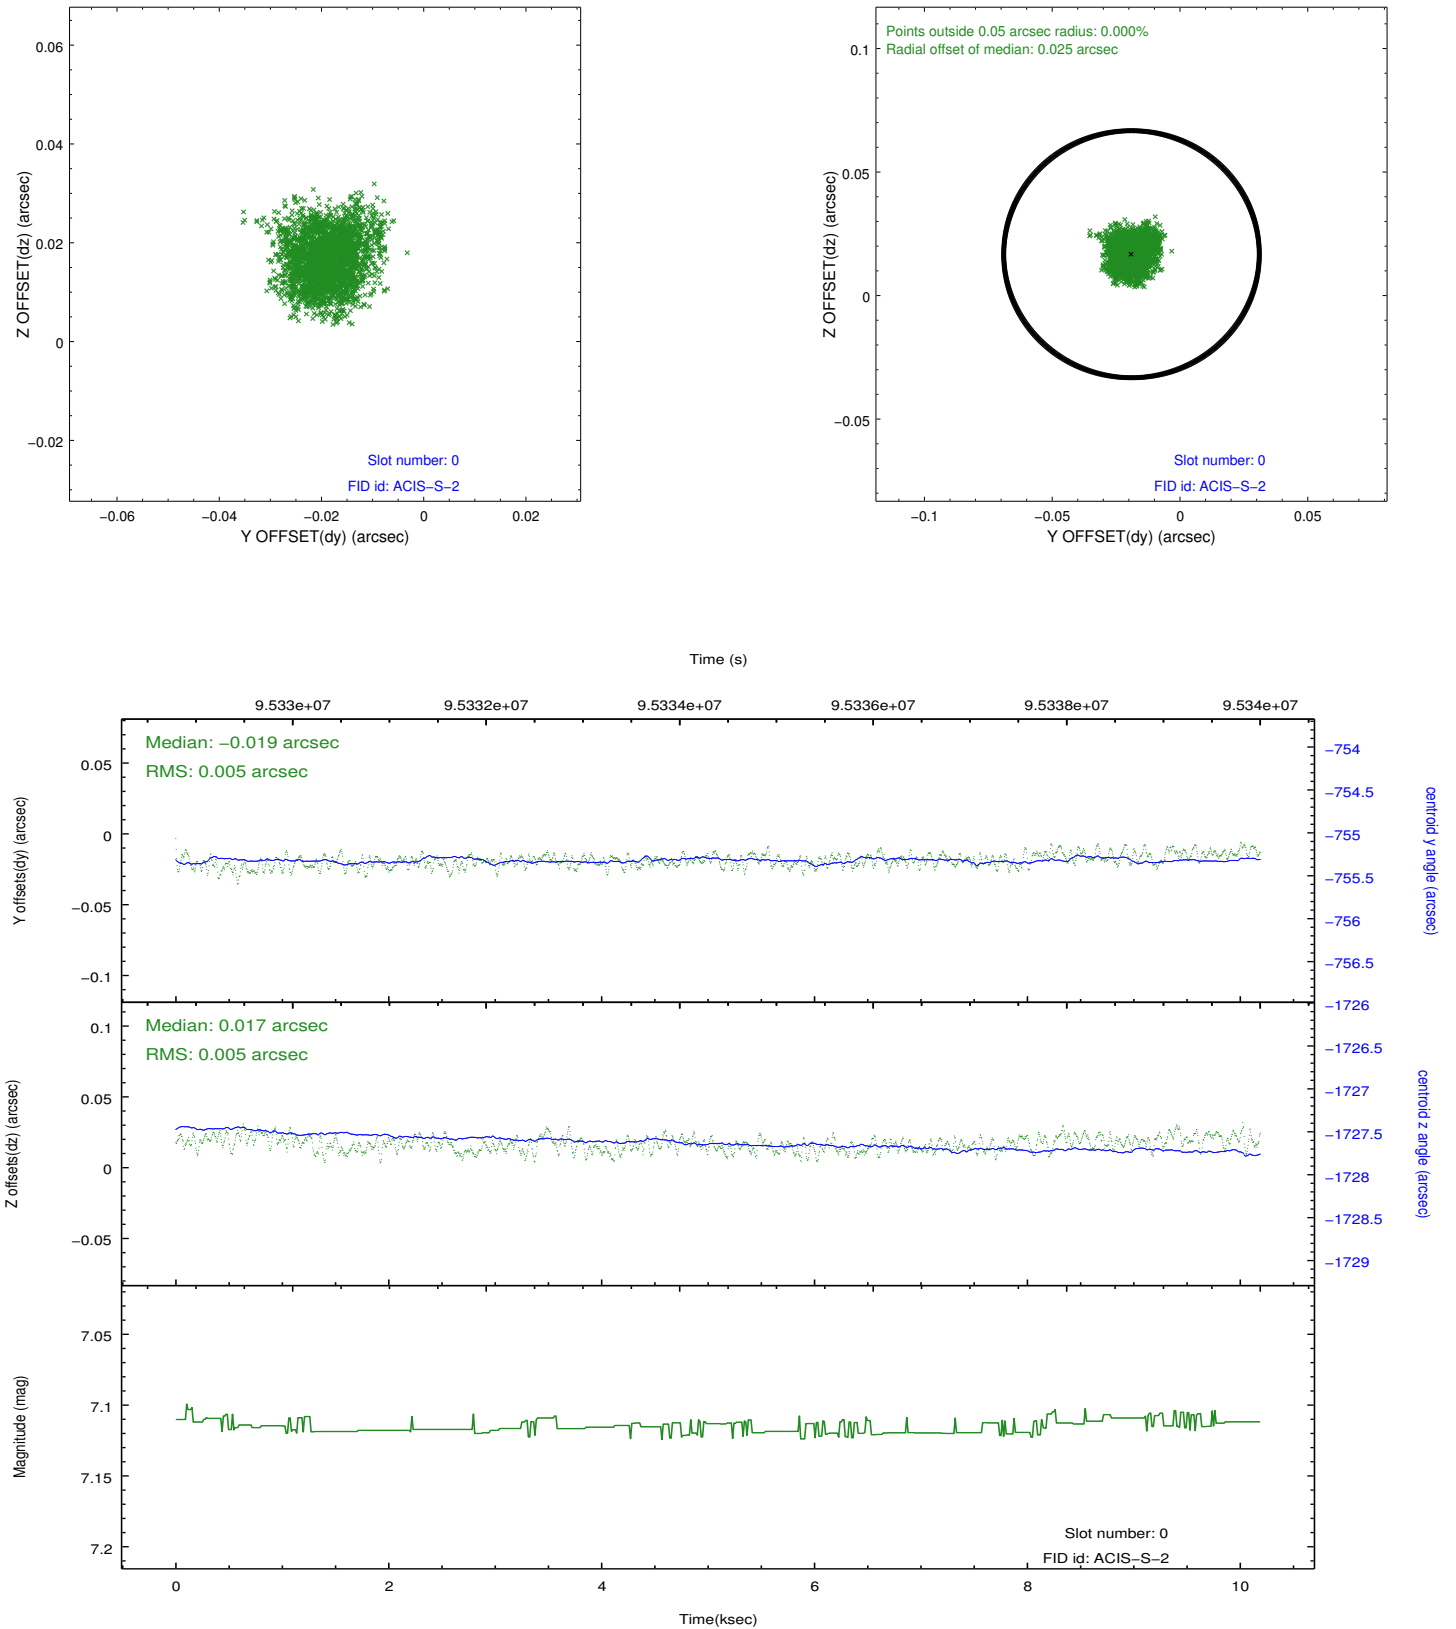 0.06
0.04
0.02
0
−0.02
Z OFFSET(dz) (arcsec)
Slot number: 0
FID id: ACIS−S−2
−0.06
−0.04
−0.02
0
0.02
Y OFFSET(dy) (arcsec)
Points outside 0.05 arcsec radius: 0.000%
Radial offset of median: 0.025 arcsec
0.1
0.05
0
−0.05
Z OFFSET(dz) (arcsec)
Slot number: 0
FID id: ACIS−S−2
−0.1
−0.05
0
0.05
Y OFFSET(dy) (arcsec)
Time (s)
9.533e+07
9.5332e+07
9.5334e+07
9.5336e+07
9.5338e+07
9.534e+07
Median: −0.019 arcsec
RMS: 0.005 arcsec
0.05
0
−0.05
−0.1
Y offsets(dy) (arcsec)
−754
−754.5
−755
−755.5
−756
−756.5
centroid y angle (arcsec)
Median: 0.017 arcsec
RMS: 0.005 arcsec
0.1
0.05
0
−0.05
Z offsets(dz) (arcsec)
−1726
−1726.5
−1727
−1727.5
−1728
−1728.5
−1729
centroid z angle (arcsec)
7.05
7.1
7.15
7.2
Magnitude (mag)
Slot number: 0
FID id: ACIS−S−2
0
2
4
6
8
10
Time(ksec)